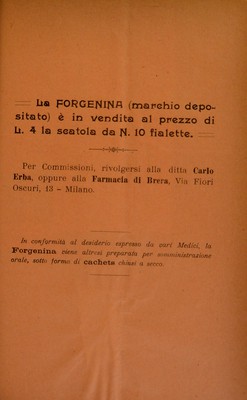 La FORGENINA (marchio depo-
sitato) è in vendita al prezzo di
L. 4 la scatola da N. 10 fialette.
Per Commissioni, rivolgersi alla ditta Carlo
Erba, oppure alla Farmacia di Brera, Via Fiori
Oscuri, 13 - Milano.
In conformità al desiderio espresso da vari Medici, la
Forgenina viene altresì preparata per somministrazione
orale, sotto forma di cachets chiusi a secco.